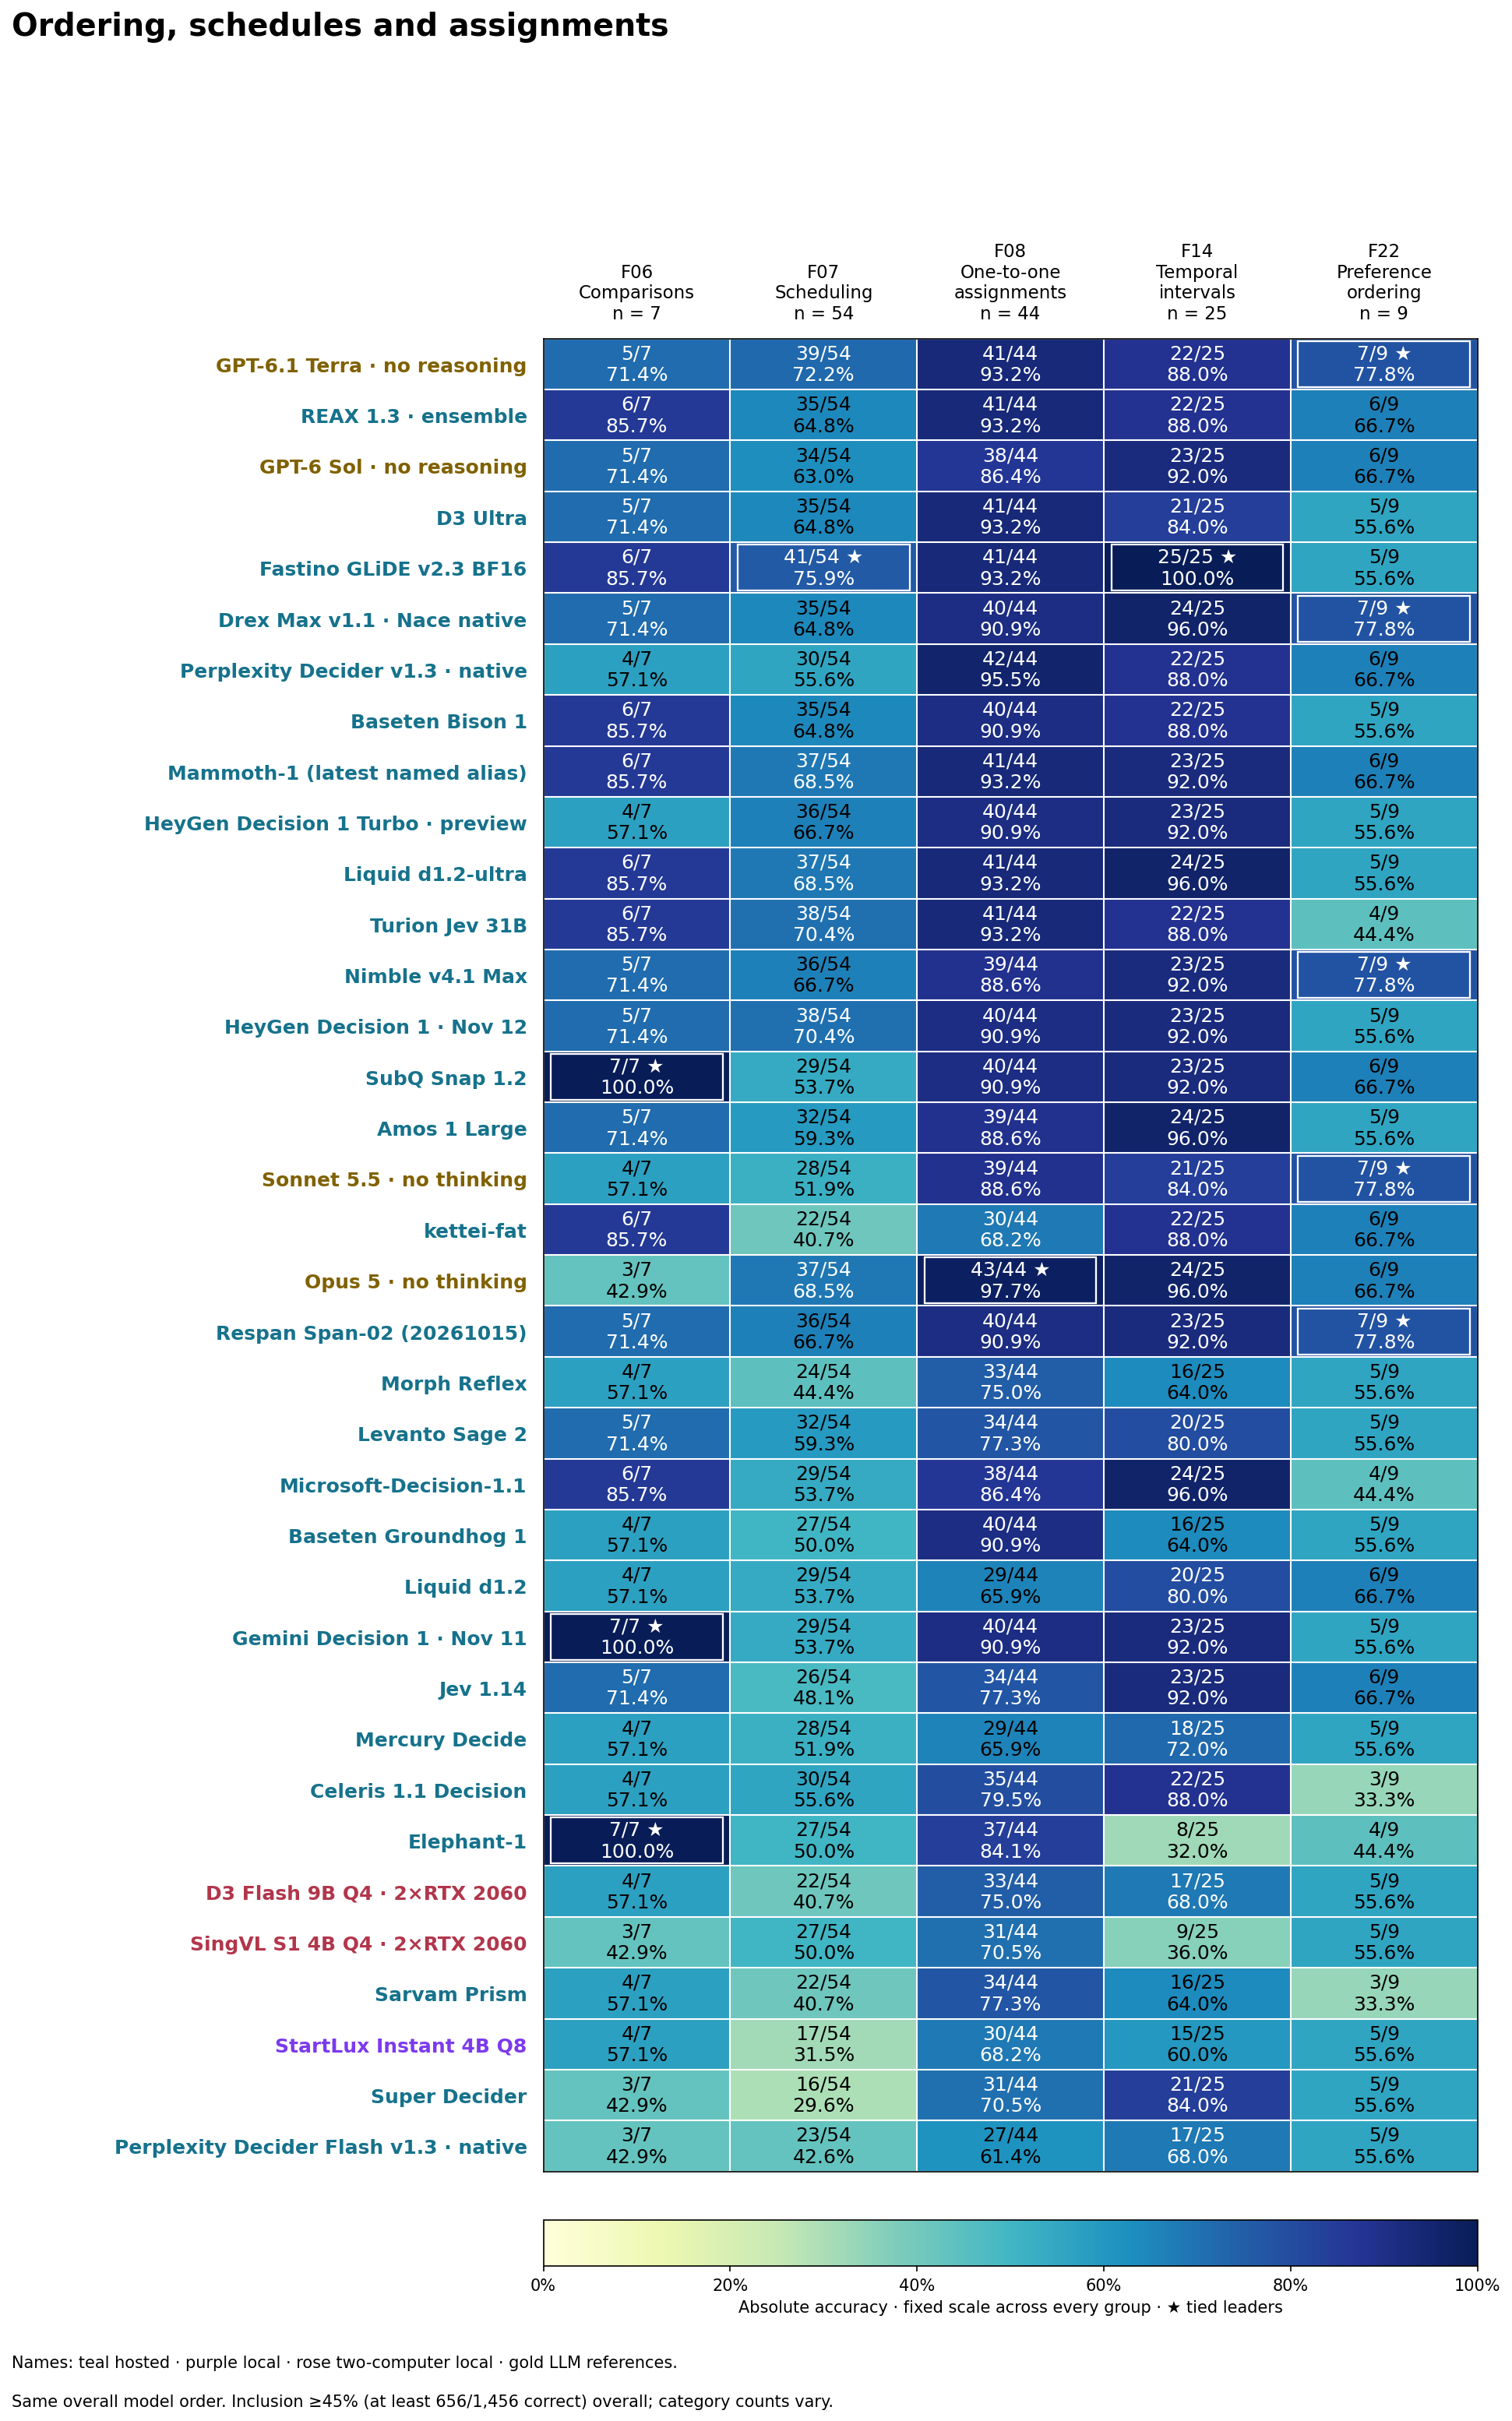 Ordering, schedules and assignments
F06
Comparisons
n = 7
F07
Scheduling
n = 54
F08
One-to-one
assignments
n = 44
F14
Temporal
intervals
n = 25
F22
Preference
ordering
n = 9
GPT-6.1 Terra · no reasoning
5/7 39/54 41/44 22/25 7/9 ★
71.4% 72.2% 93.2% 88.0% 77.8%
REAX 1.3 · ensemble
6/7 35/54 41/44 22/25 6/9
85.7% 64.8% 93.2% 88.0% 66.7%
GPT-6 Sol · no reasoning
5/7 34/54 38/44 23/25 6/9
71.4% 63.0% 86.4% 92.0% 66.7%
D3 Ultra
5/7 35/54 41/44 21/25 5/9
71.4% 64.8% 93.2% 84.0% 55.6%
Fastino GLiDE v2.3 BF16
6/7 41/54 ★ 41/44 25/25 ★ 5/9
85.7% 75.9% 93.2% 100.0% 55.6%
Drex Max v1.1 · Nace native
5/7 35/54 40/44 24/25 7/9 ★
71.4% 64.8% 90.9% 96.0% 77.8%
Perplexity Decider v1.3 · native
4/7 30/54 42/44 22/25 6/9
57.1% 55.6% 95.5% 88.0% 66.7%
Baseten Bison 1
6/7 35/54 40/44 22/25 5/9
85.7% 64.8% 90.9% 88.0% 55.6%
Mammoth-1 (latest named alias)
6/7 37/54 41/44 23/25 6/9
85.7% 68.5% 93.2% 92.0% 66.7%
HeyGen Decision 1 Turbo · preview
4/7 36/54 40/44 23/25 5/9
57.1% 66.7% 90.9% 92.0% 55.6%
Liquid d1.2-ultra
6/7 37/54 41/44 24/25 5/9
85.7% 68.5% 93.2% 96.0% 55.6%
Turion Jev 31B
6/7 38/54 41/44 22/25 4/9
85.7% 70.4% 93.2% 88.0% 44.4%
Nimble v4.1 Max
5/7 36/54 39/44 23/25 7/9 ★
71.4% 66.7% 88.6% 92.0% 77.8%
HeyGen Decision 1 · Nov 12
5/7 38/54 40/44 23/25 5/9
71.4% 70.4% 90.9% 92.0% 55.6%
SubQ Snap 1.2
7/7 ★ 29/54 40/44 23/25 6/9
100.0% 53.7% 90.9% 92.0% 66.7%
Amos 1 Large
5/7 32/54 39/44 24/25 5/9
71.4% 59.3% 88.6% 96.0% 55.6%
Sonnet 5.5 · no thinking
4/7 28/54 39/44 21/25 7/9 ★
57.1% 51.9% 88.6% 84.0% 77.8%
kettei-fat
6/7 22/54 30/44 22/25 6/9
85.7% 40.7% 68.2% 88.0% 66.7%
Opus 5 · no thinking
3/7 37/54 43/44 ★ 24/25 6/9
42.9% 68.5% 97.7% 96.0% 66.7%
Respan Span-02 (20261015)
5/7 36/54 40/44 23/25 7/9 ★
71.4% 66.7% 90.9% 92.0% 77.8%
Morph Reflex
4/7 24/54 33/44 16/25 5/9
57.1% 44.4% 75.0% 64.0% 55.6%
Levanto Sage 2
5/7 32/54 34/44 20/25 5/9
71.4% 59.3% 77.3% 80.0% 55.6%
Microsoft-Decision-1.1
6/7 29/54 38/44 24/25 4/9
85.7% 53.7% 86.4% 96.0% 44.4%
Baseten Groundhog 1
4/7 27/54 40/44 16/25 5/9
57.1% 50.0% 90.9% 64.0% 55.6%
Liquid d1.2
4/7 29/54 29/44 20/25 6/9
57.1% 53.7% 65.9% 80.0% 66.7%
Gemini Decision 1 · Nov 11
7/7 ★ 29/54 40/44 23/25 5/9
100.0% 53.7% 90.9% 92.0% 55.6%
Jev 1.14
5/7 26/54 34/44 23/25 6/9
71.4% 48.1% 77.3% 92.0% 66.7%
Mercury Decide
4/7 28/54 29/44 18/25 5/9
57.1% 51.9% 65.9% 72.0% 55.6%
Celeris 1.1 Decision
4/7 30/54 35/44 22/25 3/9
57.1% 55.6% 79.5% 88.0% 33.3%
Elephant-1
7/7 ★ 27/54 37/44 8/25 4/9
100.0% 50.0% 84.1% 32.0% 44.4%
D3 Flash 9B Q4 · 2×RTX 2060
4/7 22/54 33/44 17/25 5/9
57.1% 40.7% 75.0% 68.0% 55.6%
SingVL S1 4B Q4 · 2×RTX 2060
3/7 27/54 31/44 9/25 5/9
42.9% 50.0% 70.5% 36.0% 55.6%
Sarvam Prism
4/7 22/54 34/44 16/25 3/9
57.1% 40.7% 77.3% 64.0% 33.3%
StartLux Instant 4B Q8
4/7 17/54 30/44 15/25 5/9
57.1% 31.5% 68.2% 60.0% 55.6%
Super Decider
3/7 16/54 31/44 21/25 5/9
42.9% 29.6% 70.5% 84.0% 55.6%
Perplexity Decider Flash v1.3 · native
3/7 23/54 27/44 17/25 5/9
42.9% 42.6% 61.4% 68.0% 55.6%
0% 20% 40% 60% 80% 100%
Absolute accuracy · fixed scale across every group · ★ tied leaders
Names: teal hosted · purple local · rose two-computer local · gold LLM references.
Same overall model order. Inclusion ≥45% (at least 656/1,456 correct) overall; category counts vary.